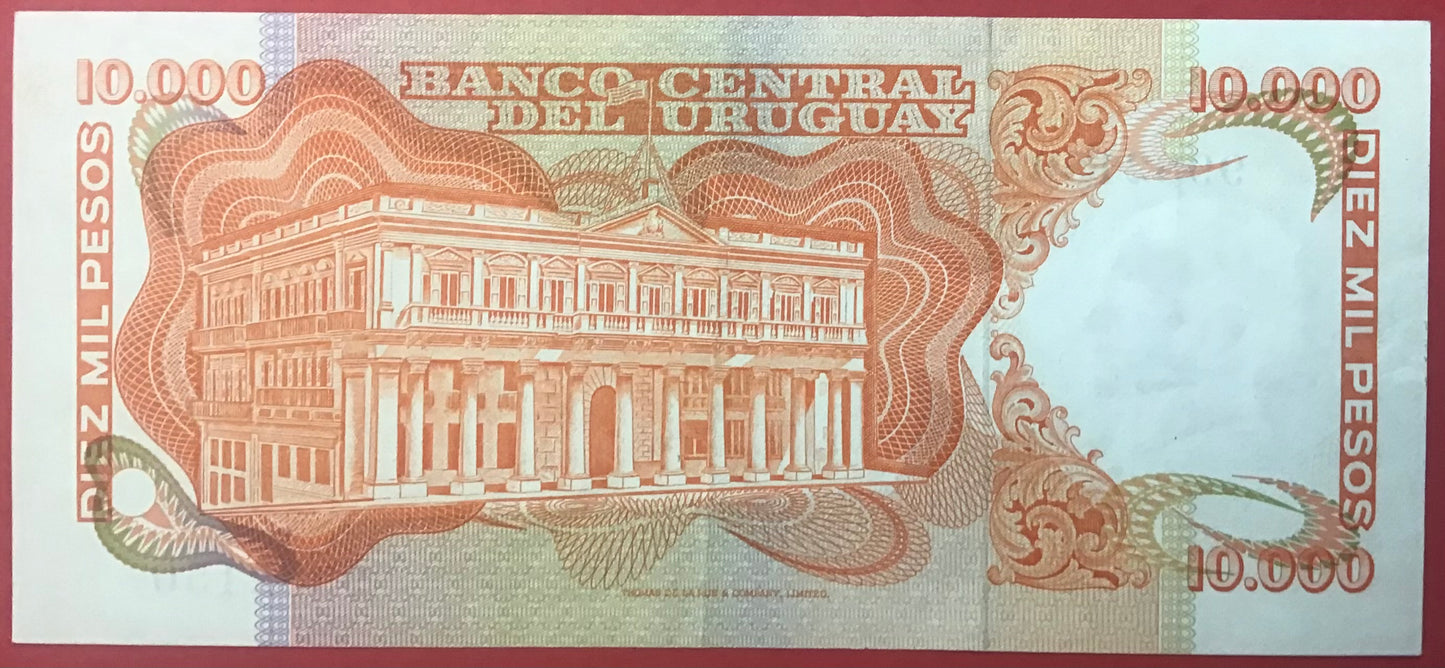 10.000
BANCO CENTRAL
DEL URUGUAY
10.000
DIEZ MIL PESOS
DIEZ MIL PESOS
10.000
THOMAS DE LA RUE & COMPANY, LIMITED.